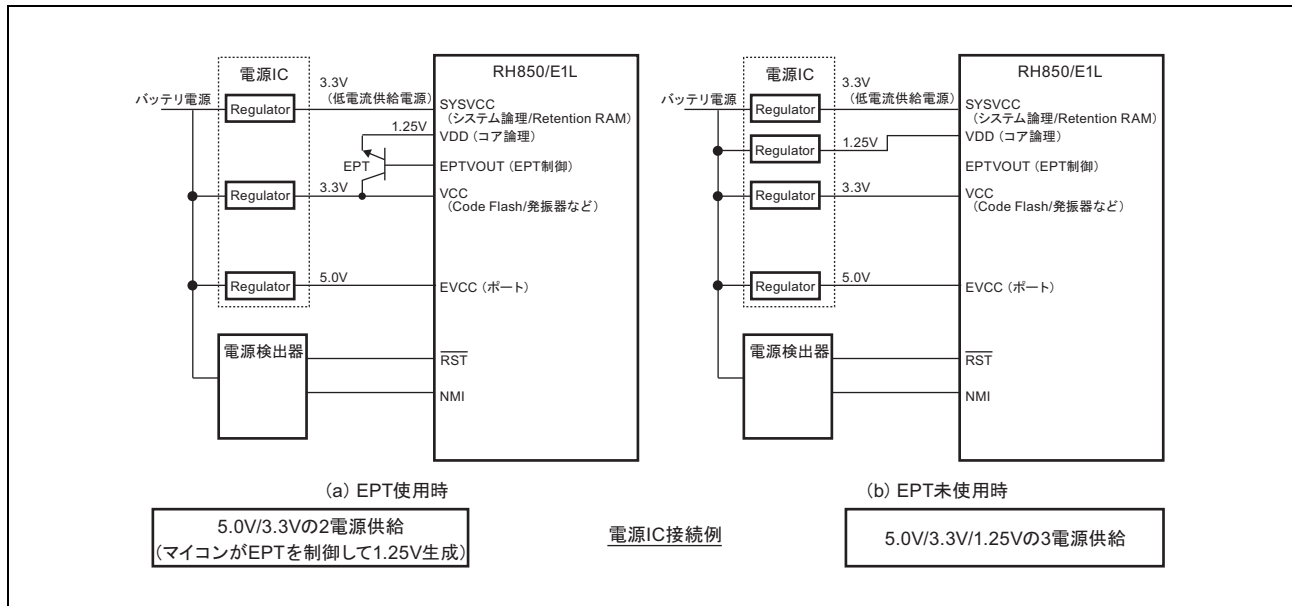 電源IC
バッテリ電源
Regulator
3.3V
(低電流供給電源)
1.25V
EPT
Regulator
3.3V
Regulator
5.0V
電源検出器
RH850/E1L
SYSVCC
(システム論理/Retention RAM)
VDD (コア論理)
EPTVOUT (EPT制御)
VCC
(Code Flash/発振器など)
EVCC (ポート)
RST
NMI
(a) EPT使用時
5.0V/3.3Vの2電源供給
(マイコンがEPTを制御して1.25V生成)
電源IC接続例
電源IC
バッテリ電源
Regulator
3.3V
(低電流供給電源)
Regulator
1.25V
Regulator
3.3V
Regulator
5.0V
電源検出器
RH850/E1L
SYSVCC
(システム論理/Retention RAM)
VDD (コア論理)
EPTVOUT (EPT制御)
VCC
(Code Flash/発振器など)
EVCC (ポート)
RST
NMI
(b) EPT未使用時
5.0V/3.3V/1.25Vの3電源供給